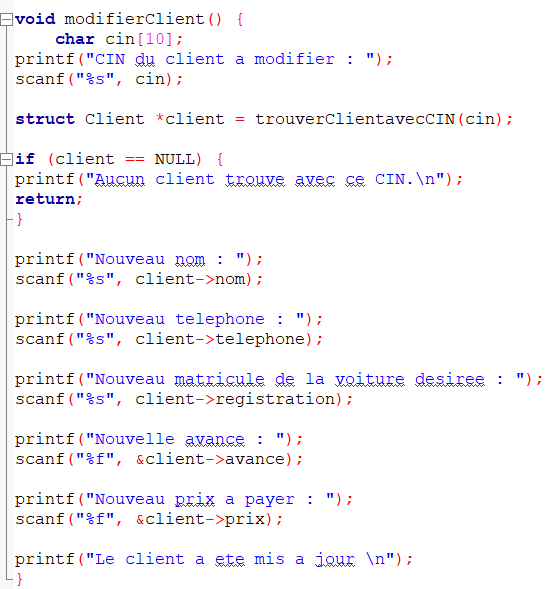 void modifierClient() {
    char cin[10];
printf("CIN du client a modifier : ");
scanf("%s", cin);

struct Client *client = trouverClientavecCIN(cin);

if (client == NULL) {
printf("Aucun client trouve avec ce CIN.\n");
return;
}

printf("Nouveau nom : ");
scanf("%s", client->nom);

printf("Nouveau telephone : ");
scanf("%s", client->telephone);

printf("Nouveau matricule de la voiture desiree : ");
scanf("%s", client->registration);

printf("Nouvelle avance : ");
scanf("%f", &client->avance);

printf("Nouveau prix a payer : ");
scanf("%f", &client->prix);

printf("Le client a ete mis a jour \n");
}